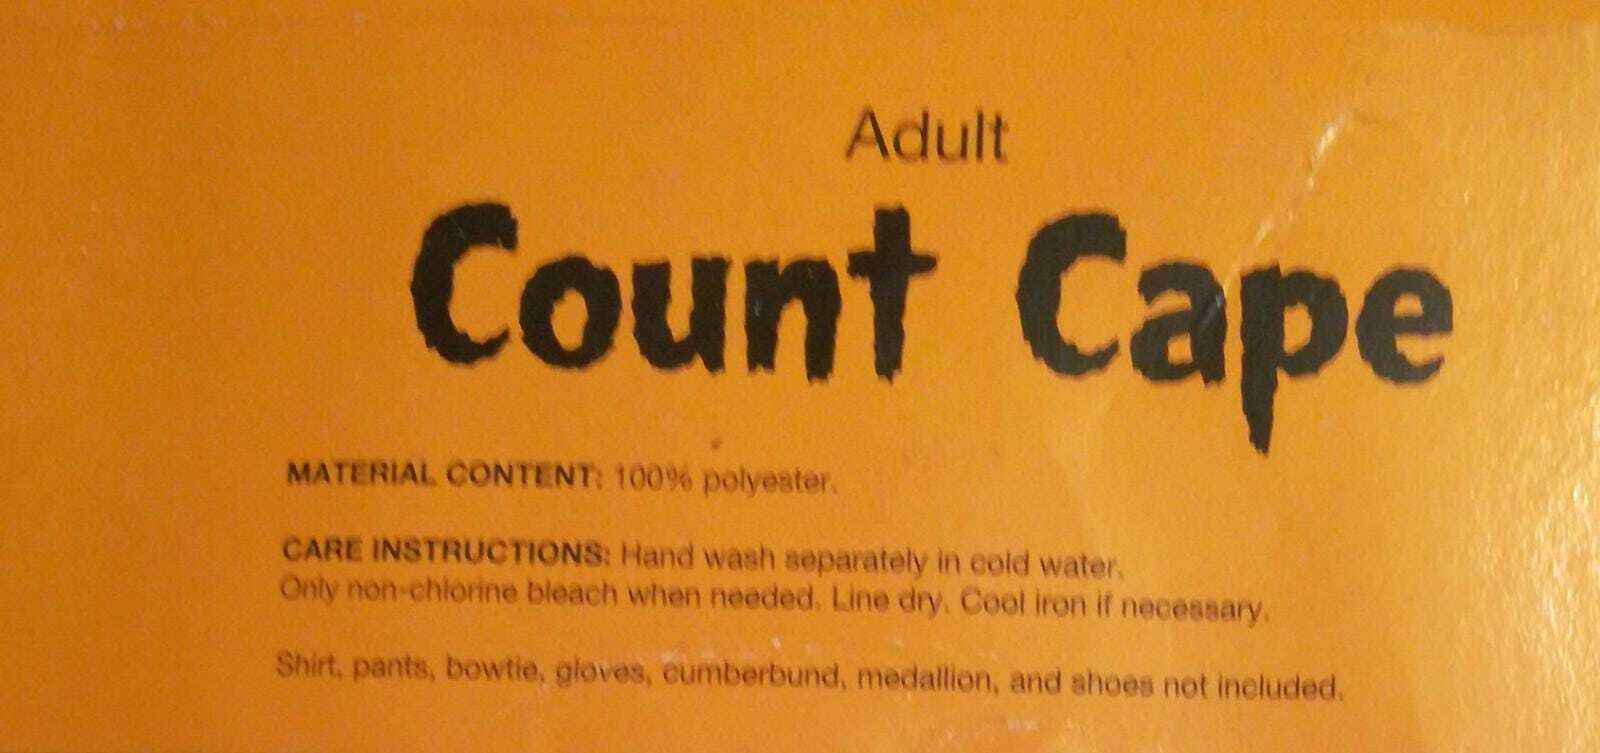 Adult
Count Cape
MATERIAL CONTENT: 100% polyester.
CARE INSTRUCTIONS: Hand wash separately in cold water.
Only non-chlorine bleach when needed. Line dry. Cool iron if necessary.
Shirt, pants, bowtie, gloves, cumberbund, medallion, and shoes not included.